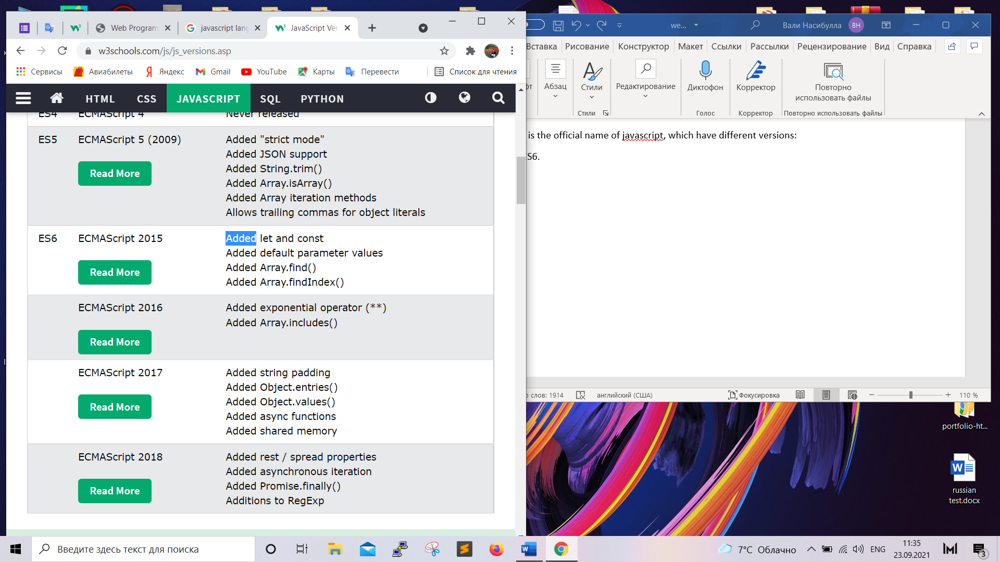 Web Program
javascript lang
JavaScript Ver
w3schools.com/js/js_versions.asp
Сервисы
Авиабилеты
Яндекс
Gmail
YouTube
Карты
Перевести
Список для чтения
HTML
CSS
JAVASCRIPT
SQL
PYTHON
ES4 ECMAScript 4 Never released
ES5 ECMAScript 5 (2009) Added "strict mode"
Added JSON support
Read More Added String.trim()
Added Array.isArray()
Added Array iteration methods
Allows trailing commas for object literals
ES6 ECMAScript 2015 Added let and const
Added default parameter values
Read More Added Array.find()
Added Array.findIndex()
ECMAScript 2016 Added exponential operator (**)
Added Array.includes()
Read More
ECMAScript 2017 Added string padding
Added Object.entries()
Read More Added Object.values()
Added async functions
Added shared memory
ECMAScript 2018 Added rest / spread properties
Added asynchronous iteration
Read More Added Promise.finally()
Additions to RegExp
we...
Вали Насибулла
ВН
Вставка
Рисование
Конструктор
Макет
Ссылки
Рассылки
Рецензирование
Вид
Справка
фт
Абзац
Стили
Редактирование
Диктофон
Корректор
Повторно
использовать файлы
Стили
Голос
Корректор
Повторно использовать файлы
is the official name of javascript, which have different versions:
ES6.
о слов: 1914
английский (США)
Фокусировка
110 %
portfolio-ht...
russian
test.docx
Введите здесь текст для поиска
7°C Облачно
ENG
11:35
23.09.2021
3